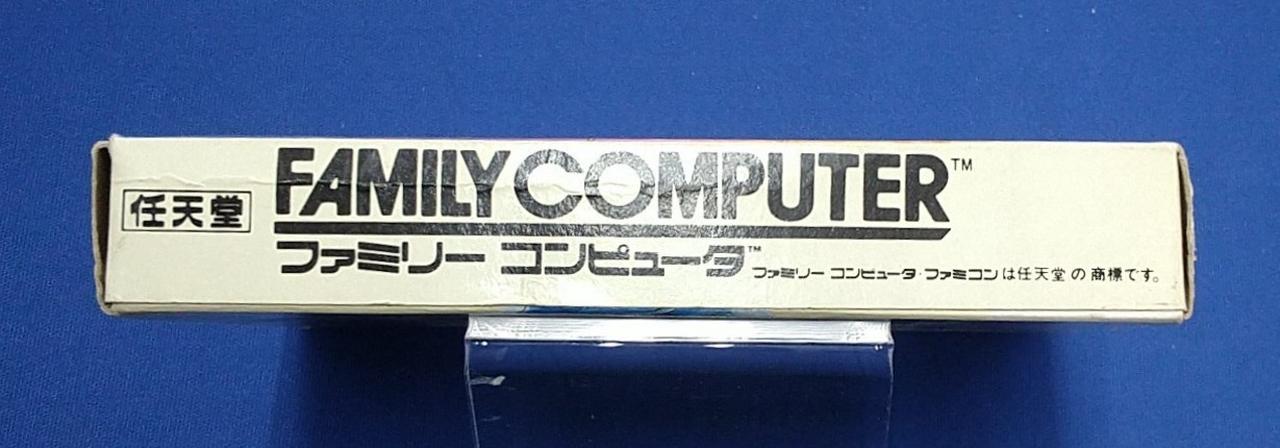 任天堂
FAMILY COMPUTER™
ファミリー コンピュータ™
ファミリー コンピュータ・ファミコンは任天堂の商標です。